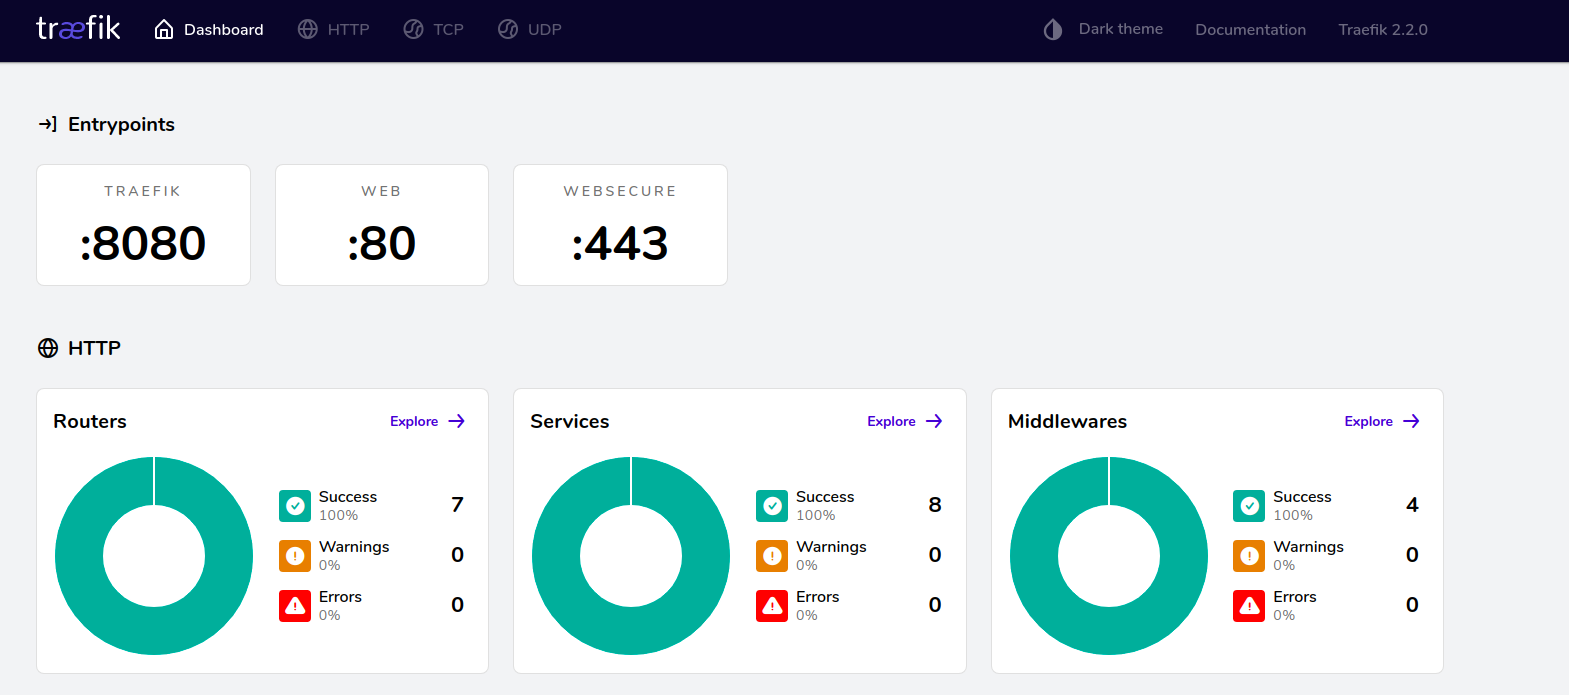 træfik Dashboard HTTP TCP UDP Dark theme Documentation Traefik 2.2.0
Entrypoints
TRAEFIK
:8080
WEB
:80
WEBSECURE
:443
HTTP
Routers Explore
Success 7
100%
Warnings 0
0%
Errors 0
0%
Services Explore
Success 8
100%
Warnings 0
0%
Errors 0
0%
Middlewares Explore
Success 4
100%
Warnings 0
0%
Errors 0
0%